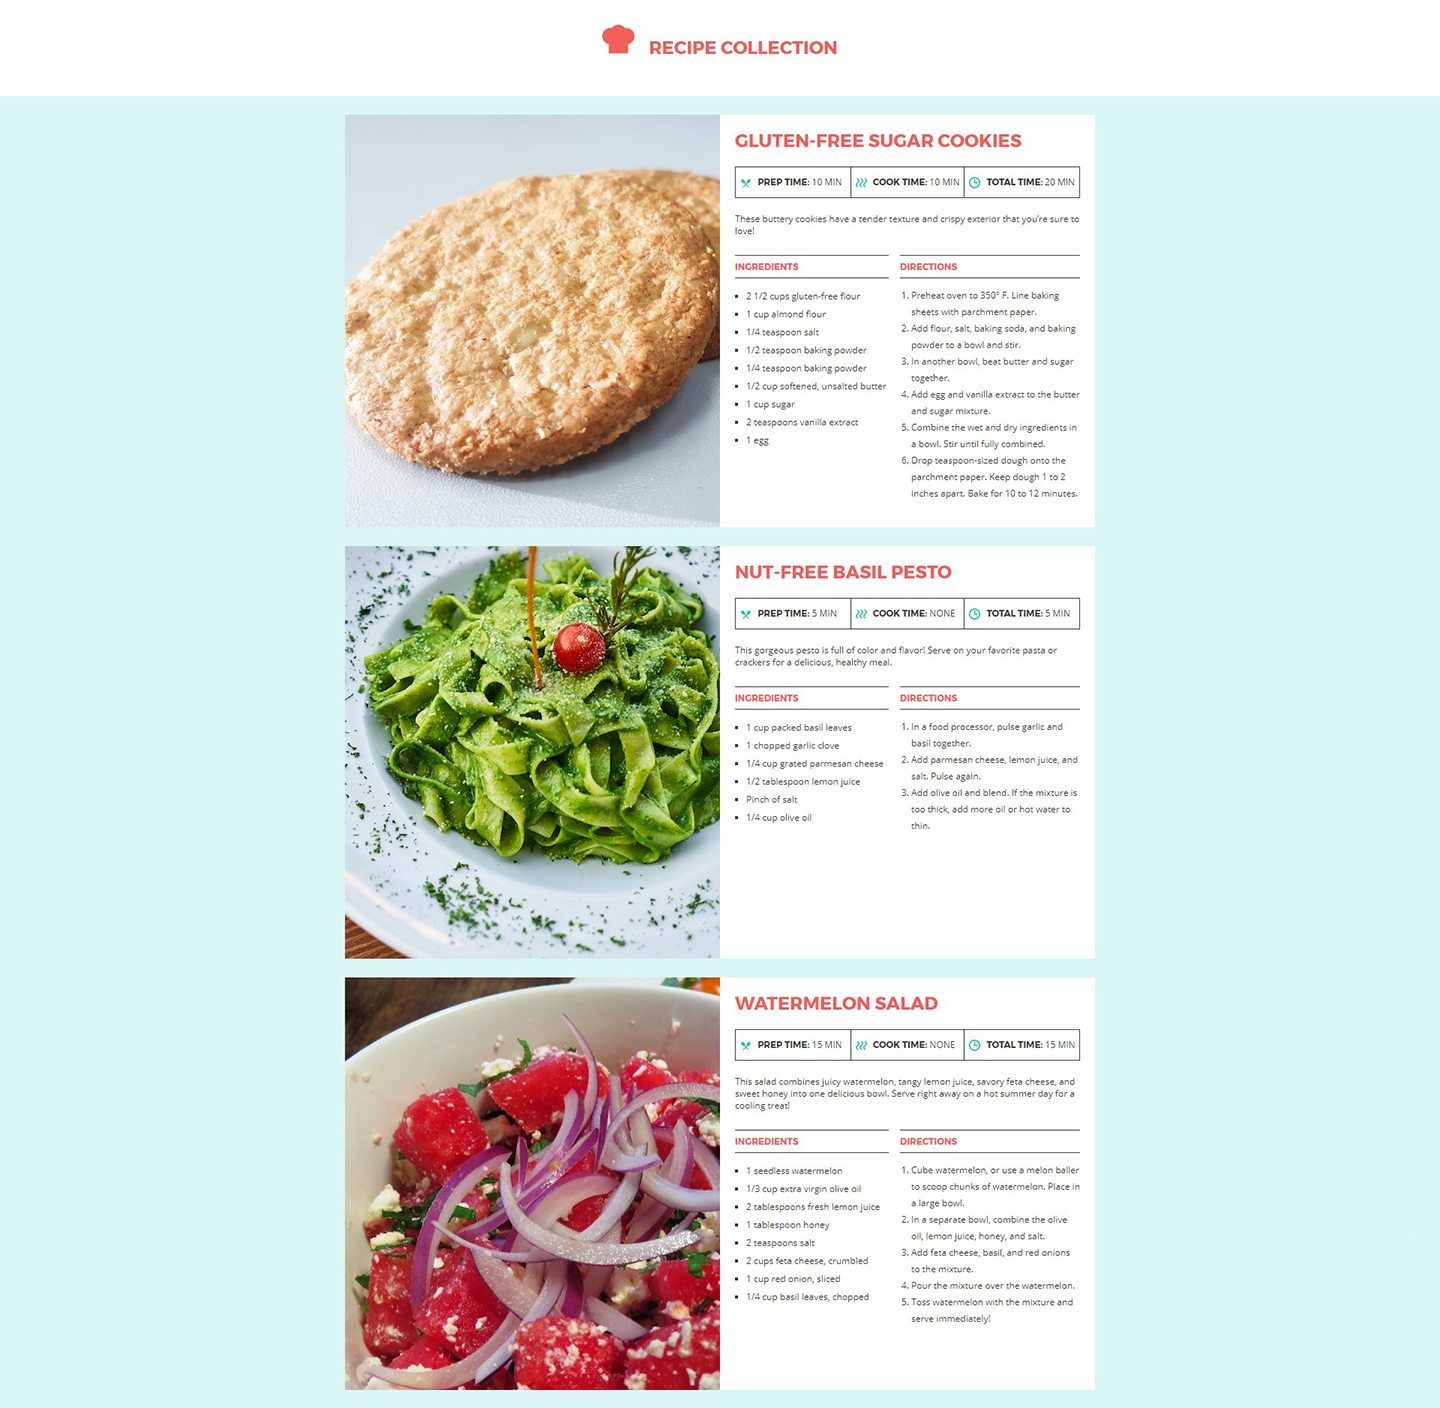 RECIPE COLLECTION
GLUTEN-FREE SUGAR COOKIES
PREP TIME: 10 MIN COOK TIME: 10 MIN TOTAL TIME: 20 MIN
These buttery cookies have a tender texture and crispy exterior that you're sure to
love!
INGREDIENTS
▪ 2 1/2 cups gluten-free flour
▪ 1 cup almond flour
▪ 1/4 teaspoon salt
▪ 1/2 teaspoon baking powder
▪ 1/4 teaspoon baking powder
▪ 1/2 cup softened, unsalted butter
▪ 1 cup sugar
▪ 2 teaspoons vanilla extract
▪ 1 egg
DIRECTIONS
1. Preheat oven to 350° F. Line baking
sheets with parchment paper.
2. Add flour, salt, baking soda, and baking
powder to a bowl and stir.
3. In another bowl, beat butter and sugar
together.
4. Add egg and vanilla extract to the butter
and sugar mixture.
5. Combine the wet and dry ingredients in
a bowl. Stir until fully combined.
6. Drop teaspoon-sized dough onto the
parchment paper. Keep dough 1 to 2
inches apart. Bake for 10 to 12 minutes.
NUT-FREE BASIL PESTO
PREP TIME: 5 MIN COOK TIME: NONE TOTAL TIME: 5 MIN
This gorgeous pesto is full of color and flavor! Serve on your favorite pasta or
crackers for a delicious, healthy meal.
INGREDIENTS
▪ 1 cup packed basil leaves
▪ 1 chopped garlic clove
▪ 1/4 cup grated parmesan cheese
▪ 1/2 tablespoon lemon juice
▪ Pinch of salt
▪ 1/4 cup olive oil
DIRECTIONS
1. In a food processor, pulse garlic and
basil together.
2. Add parmesan cheese, lemon juice, and
salt. Pulse again.
3. Add olive oil and blend. If the mixture is
too thick, add more oil or hot water to
thin.
WATERMELON SALAD
PREP TIME: 15 MIN COOK TIME: NONE TOTAL TIME: 15 MIN
This salad combines juicy watermelon, tangy lemon juice, savory feta cheese, and
sweet honey into one delicious bowl. Serve right away on a hot summer day for a
cooling treat!
INGREDIENTS
▪ 1 seedless watermelon
▪ 1/3 cup extra virgin olive oil
▪ 2 tablespoons fresh lemon juice
▪ 1 tablespoon honey
▪ 2 teaspoons salt
▪ 2 cups feta cheese, crumbled
▪ 1 cup red onion, sliced
▪ 1/4 cup basil leaves, chopped
DIRECTIONS
1. Cube watermelon, or use a melon baller
to scoop chunks of watermelon. Place in
a large bowl.
2. In a separate bowl, combine the olive
oil, lemon juice, honey, and salt.
3. Add feta cheese, basil, and red onions
to the mixture.
4. Pour the mixture over the watermelon.
5. Toss watermelon with the mixture and
serve immediately!